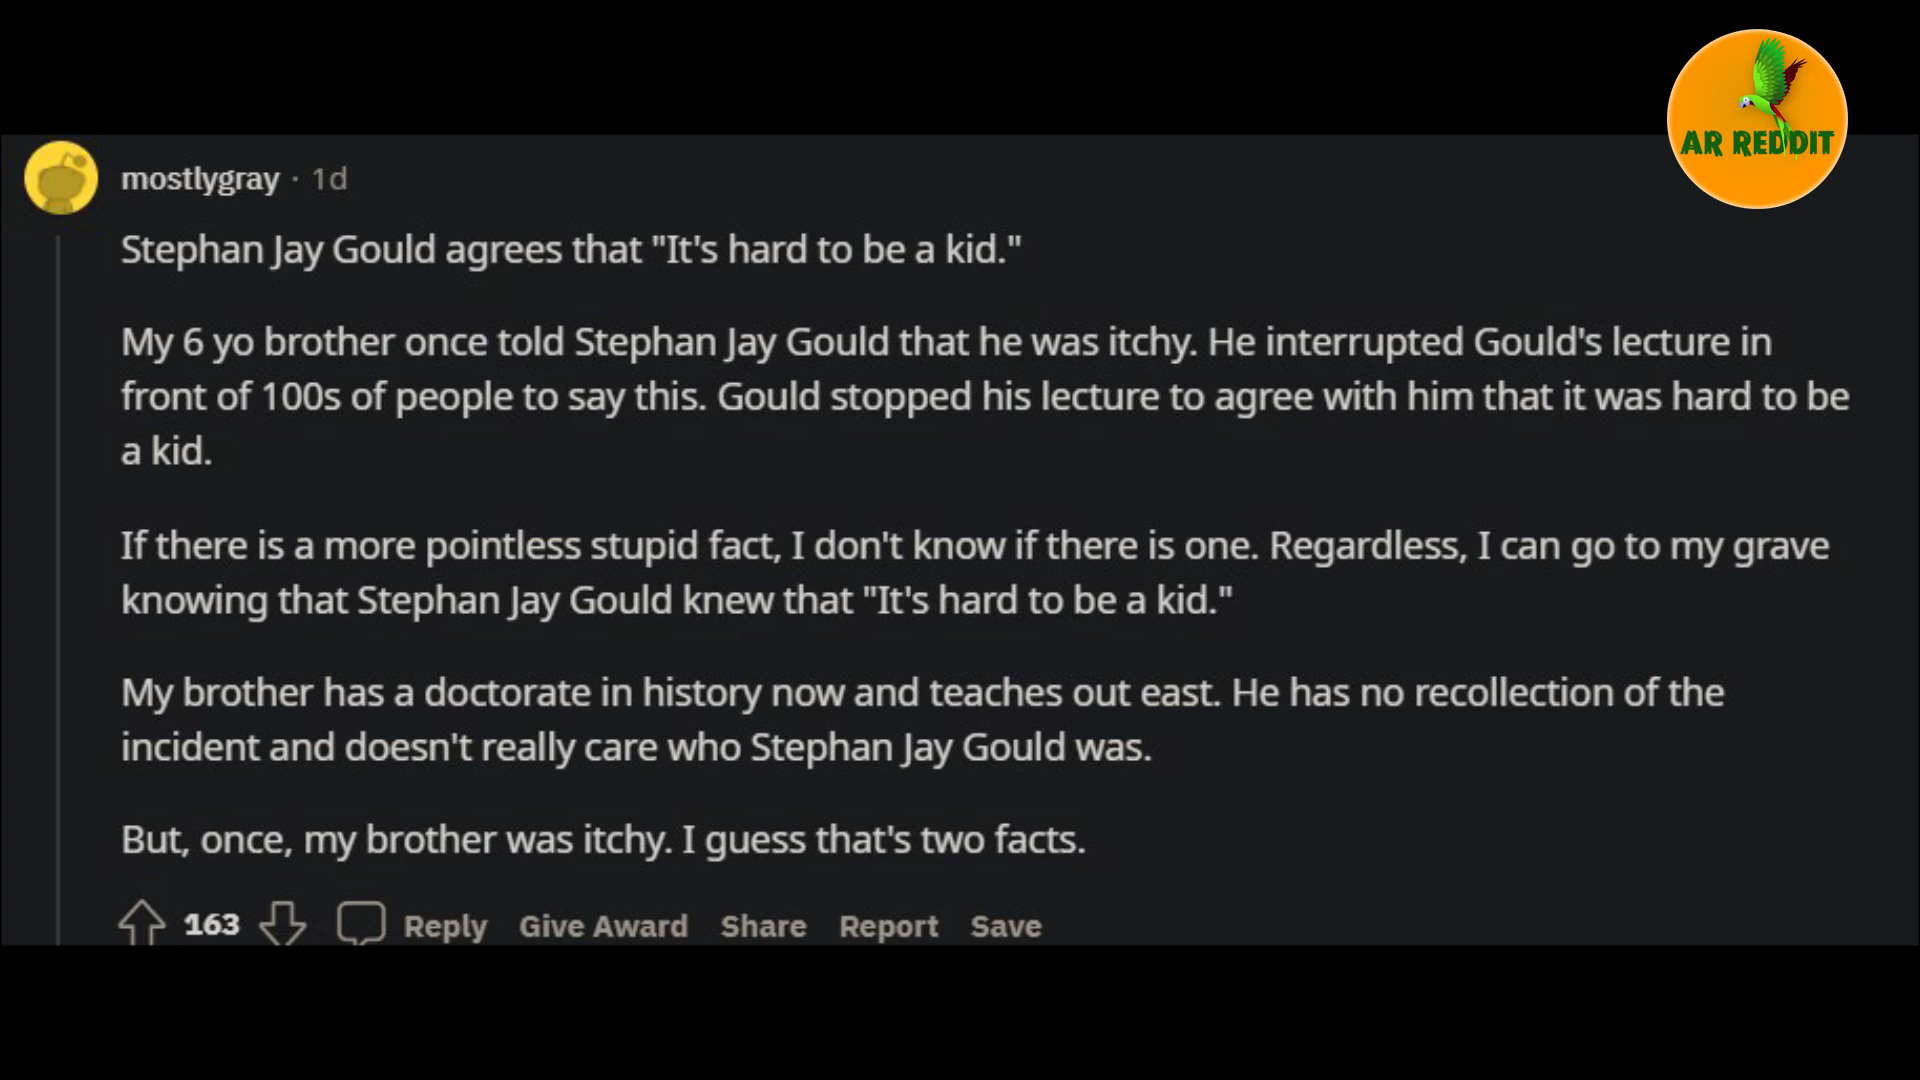 AR REDDIT
mostlygray · 1d
Stephan Jay Gould agrees that "It's hard to be a kid."
My 6 yo brother once told Stephan Jay Gould that he was itchy. He interrupted Gould's lecture in
front of 100s of people to say this. Gould stopped his lecture to agree with him that it was hard to be
a kid.
If there is a more pointless stupid fact, I don't know if there is one. Regardless, I can go to my grave
knowing that Stephan Jay Gould knew that "It's hard to be a kid."
My brother has a doctorate in history now and teaches out east. He has no recollection of the
incident and doesn't really care who Stephan Jay Gould was.
But, once, my brother was itchy. I guess that's two facts.
163 Reply Give Award Share Report Save